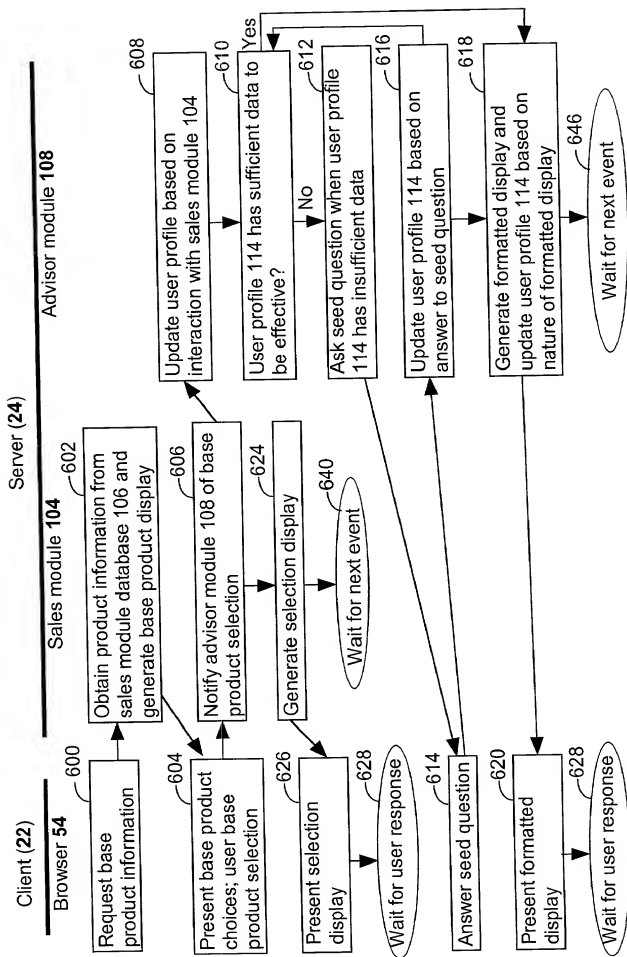 Client (22)
Server (24)
Browser 54
Sales module 104
Advisor module 108
600
Request base
product information
602
Obtain product information from
sales module database 106 and
generate base product display
604
Present base product
choices; user base
product selection
606
Notify advisor module 108 of base
product selection
608
Update user profile based on
interaction with sales module 104
610
User profile 114 has sufficient data to
be effective?
Yes
No
612
Ask seed question when user profile
114 has insufficient data
624
Generate selection display
626
Present selection
display
640
Wait for next event
628
Wait for user response
614
Answer seed question
616
Update user profile 114 based on
answer to seed question
618
Generate formatted display and
update user profile 114 based on
nature of formatted display
620
Present formatted
display
646
Wait for next event
628
Wait for user response